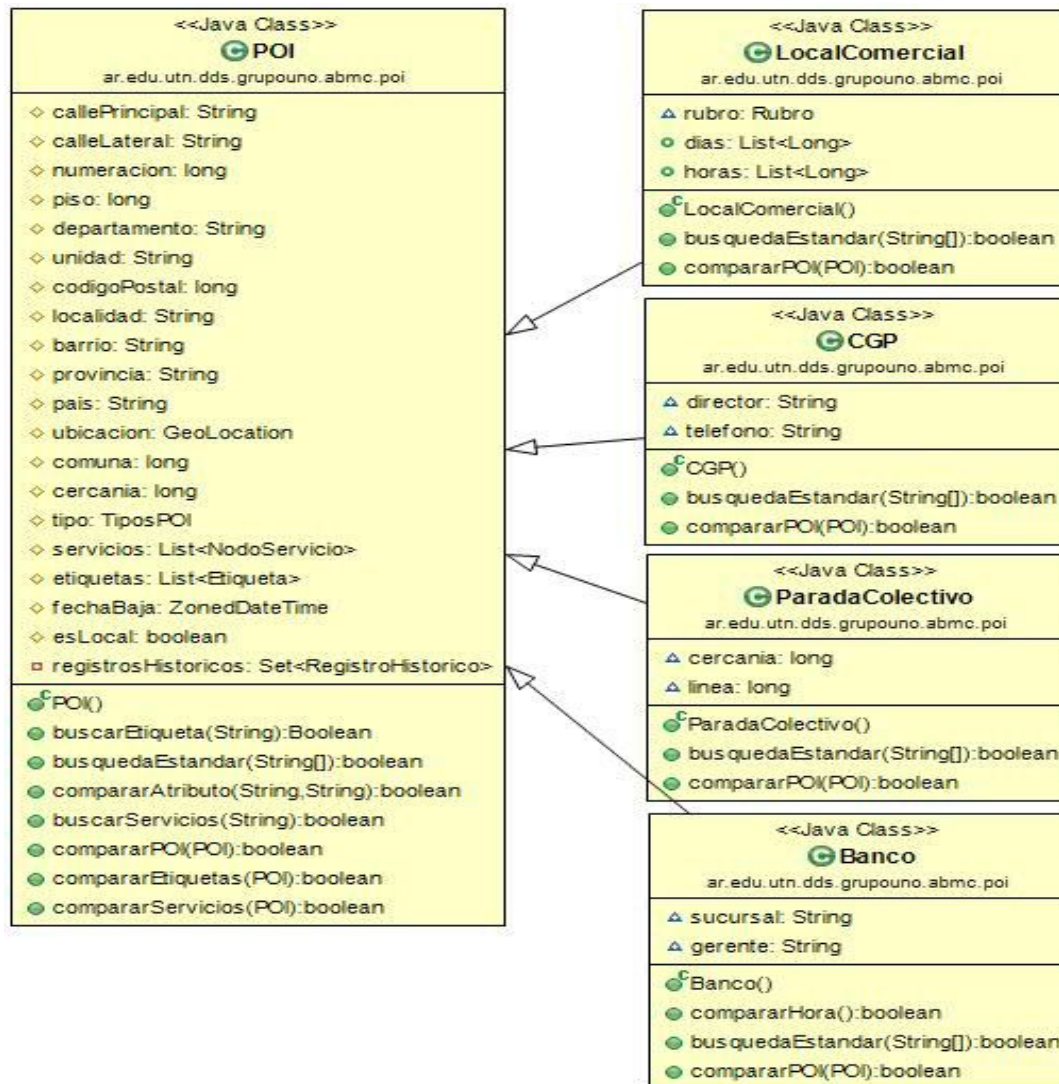 <<Java Class>>
POI
ar.edu.utn.dds.grupouno.abmc.poi
callePrincipal: String
calleLateral: String
numeracion: long
piso: long
departamento: String
unidad: String
codigoPostal: long
localidad: String
barrio: String
provincia: String
pais: String
ubicacion: GeoLocation
comuna: long
cercania: long
tipo: TiposPOI
servicios: List<NodoServicio>
etiquetas: List<Etiqueta>
fechaBaja: ZonedDateTime
esLocal: boolean
registrosHistoricos: Set<RegistroHistorico>
POI()
buscarEtiqueta(String):Boolean
busquedaEstandar(String[]):boolean
compararAtributo(String,String):boolean
buscarServicios(String):boolean
compararPOI(POI):boolean
compararEtiquetas(POI):boolean
compararServicios(POI):boolean
<<Java Class>>
LocalComercial
ar.edu.utn.dds.grupouno.abmc.poi
rubro: Rubro
dias: List<Long>
horas: List<Long>
LocalComercial()
busquedaEstandar(String[]):boolean
compararPOI(POI):boolean
<<Java Class>>
CGP
ar.edu.utn.dds.grupouno.abmc.poi
director: String
telefono: String
CGP()
busquedaEstandar(String[]):boolean
compararPOI(POI):boolean
<<Java Class>>
ParadaColectivo
ar.edu.utn.dds.grupouno.abmc.poi
cercania: long
linea: long
ParadaColectivo()
busquedaEstandar(String[]):boolean
compararPOI(POI):boolean
<<Java Class>>
Banco
ar.edu.utn.dds.grupouno.abmc.poi
sucursal: String
gerente: String
Banco()
compararHora():boolean
busquedaEstandar(String[]):boolean
compararPOI(POI):boolean